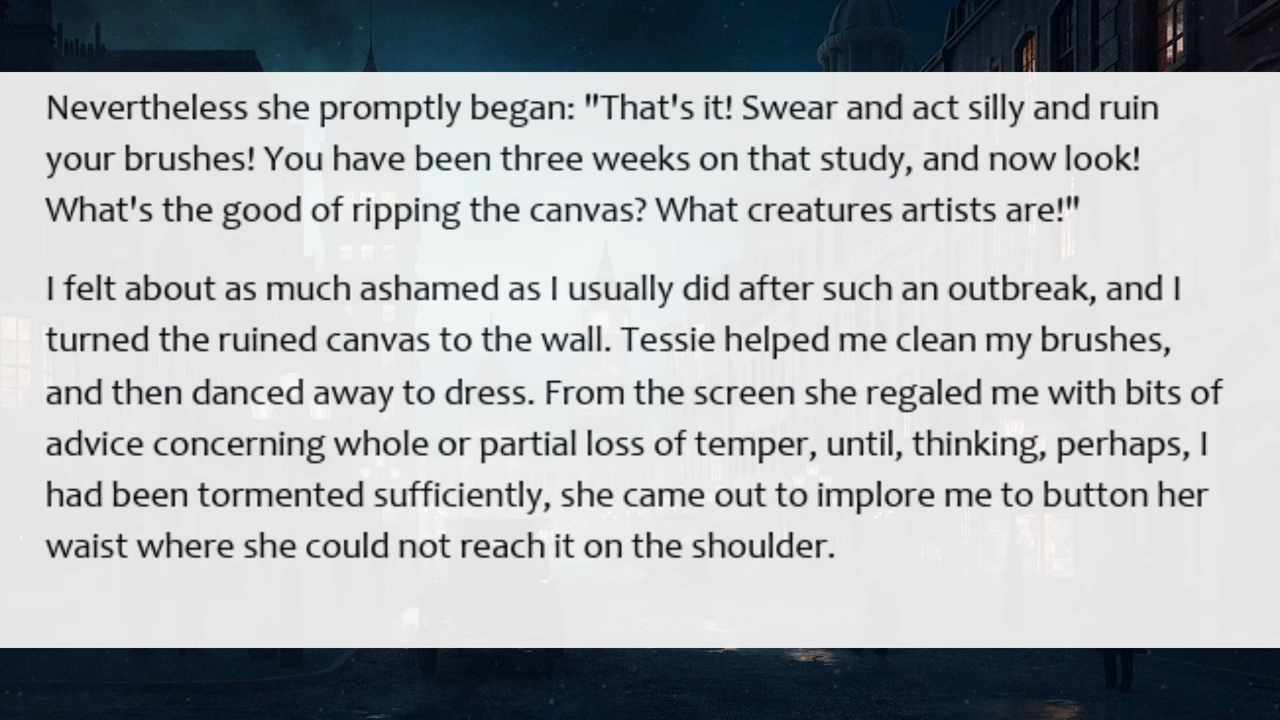 Nevertheless she promptly began: "That's it! Swear and act silly and ruin
your brushes! You have been three weeks on that study, and now look!
What's the good of ripping the canvas? What creatures artists are!"
I felt about as much ashamed as I usually did after such an outbreak, and I
turned the ruined canvas to the wall. Tessie helped me clean my brushes,
and then danced away to dress. From the screen she regaled me with bits of
advice concerning whole or partial loss of temper, until, thinking, perhaps, I
had been tormented sufficiently, she came out to implore me to button her
waist where she could not reach it on the shoulder.